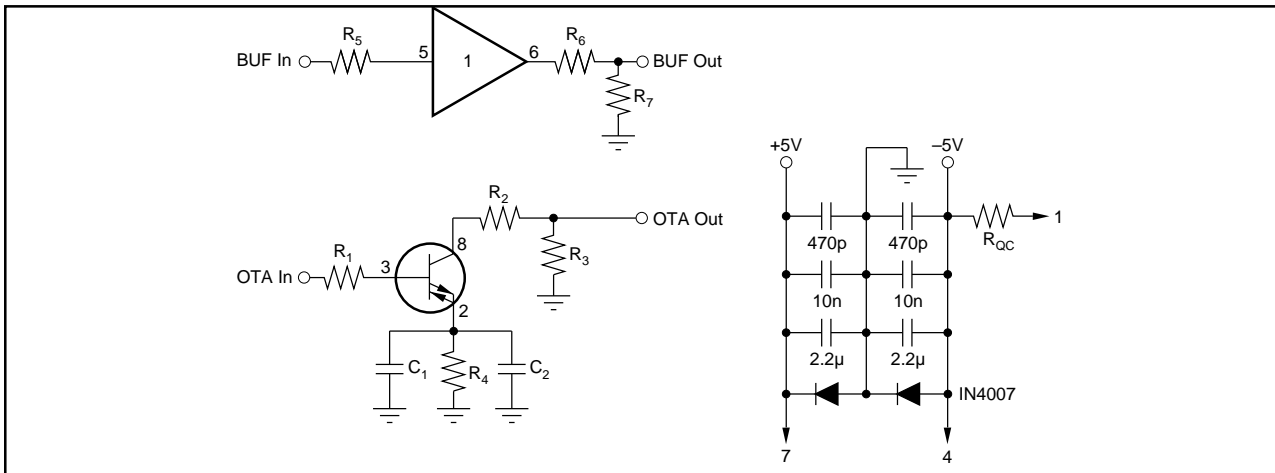 BUF In
R5
5
1
6
R6
BUF Out
R7
OTA In
R1
3
8
2
R2
OTA Out
R3
C1
R4
C2
+5V
–5V
470p
470p
RQC
1
10n
10n
2.2µ
2.2µ
IN4007
7
4